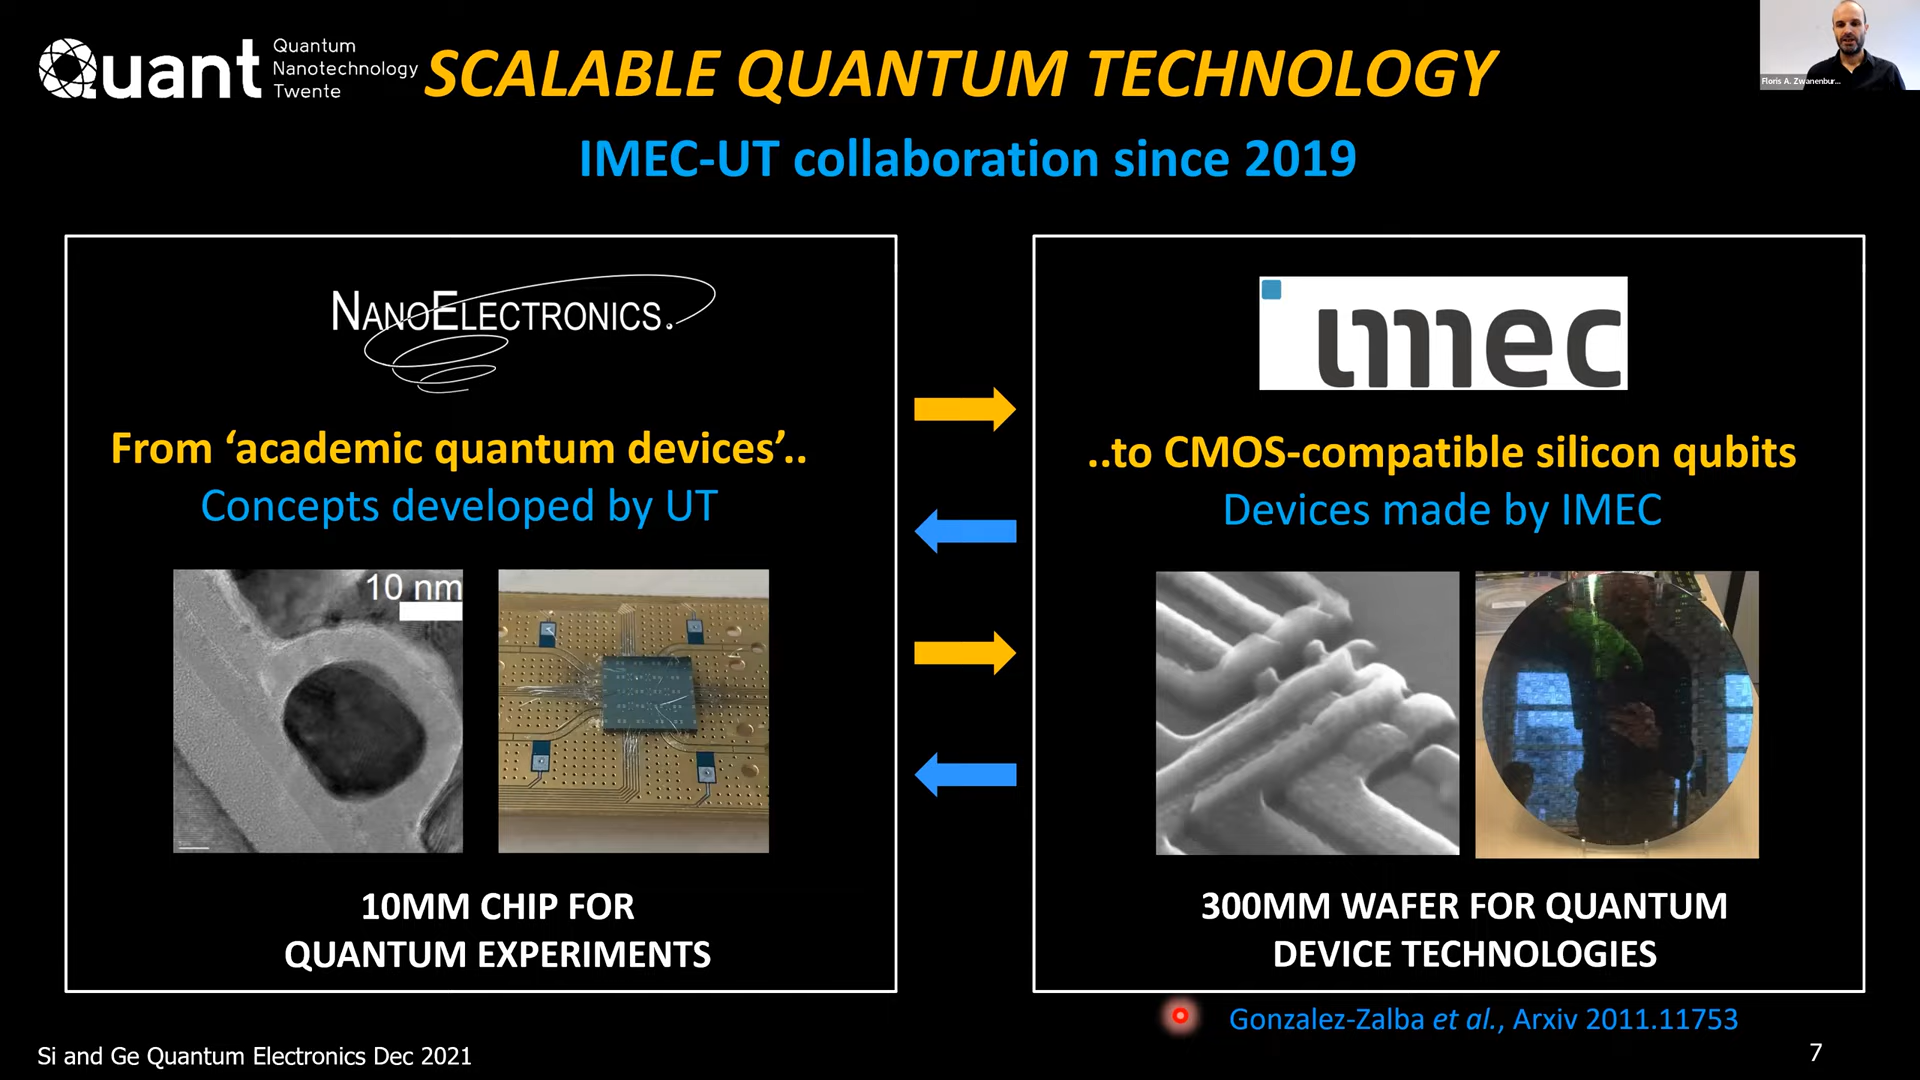 Quant
Quantum
Nanotechnology
Twente
SCALABLE QUANTUM TECHNOLOGY
Floris A. Zwanenbur...
IMEC-UT collaboration since 2019
NANOELECTRONICS.
From ‘academic quantum devices’..
Concepts developed by UT
10 nm
10MM CHIP FOR
QUANTUM EXPERIMENTS
imec
..to CMOS-compatible silicon qubits
Devices made by IMEC
300MM WAFER FOR QUANTUM
DEVICE TECHNOLOGIES
Gonzalez-Zalba et al., Arxiv 2011.11753
Si and Ge Quantum Electronics Dec 2021
7